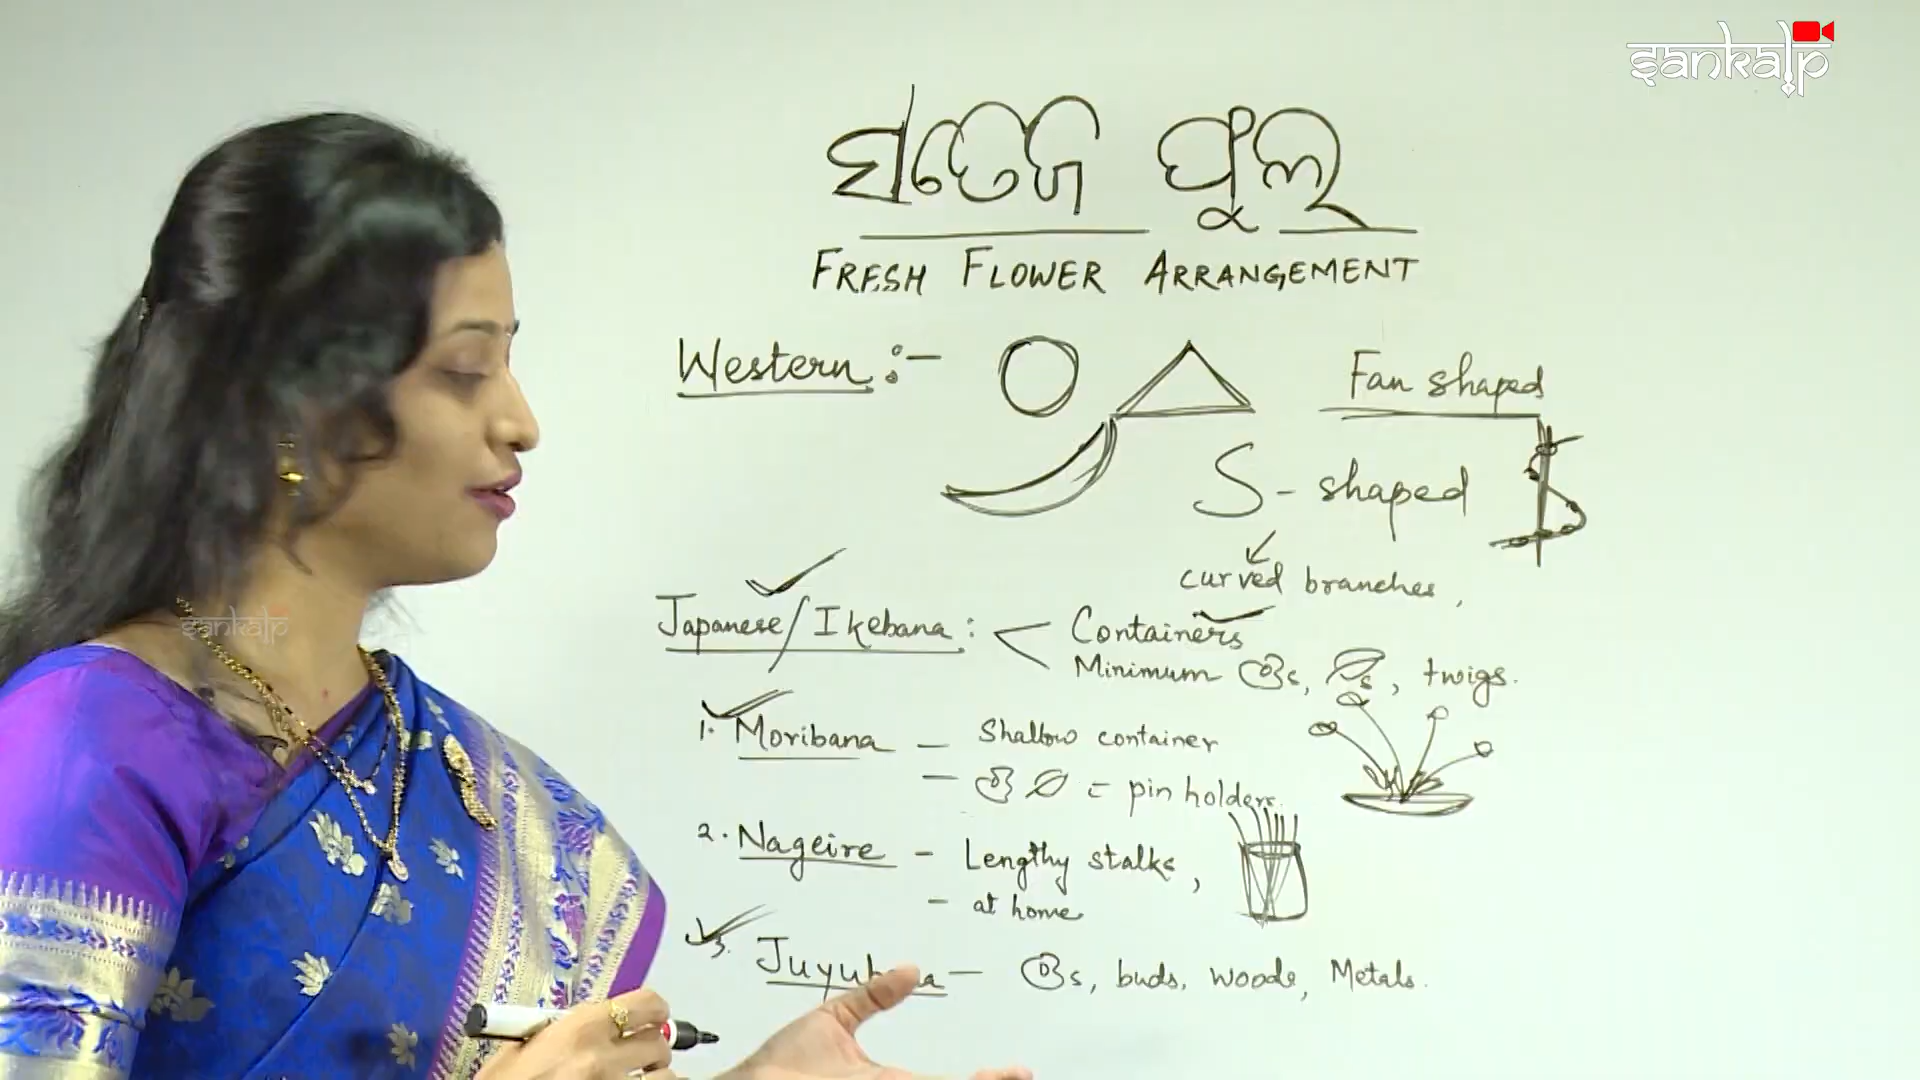 sankalp
ସତେଜ ଫୁଲ
FRESH FLOWER ARRANGEMENT
Western :-
Fan shaped
S - shaped
curved branches,
Japanese/Ikebana :
Containers
Minimum s, s, twigs.
1. Moribana - Shallow container
- = pin holders.
2. Nageire - Lengthy stalks,
- at home
3. - s, buds, woods, Metals.
sankalp